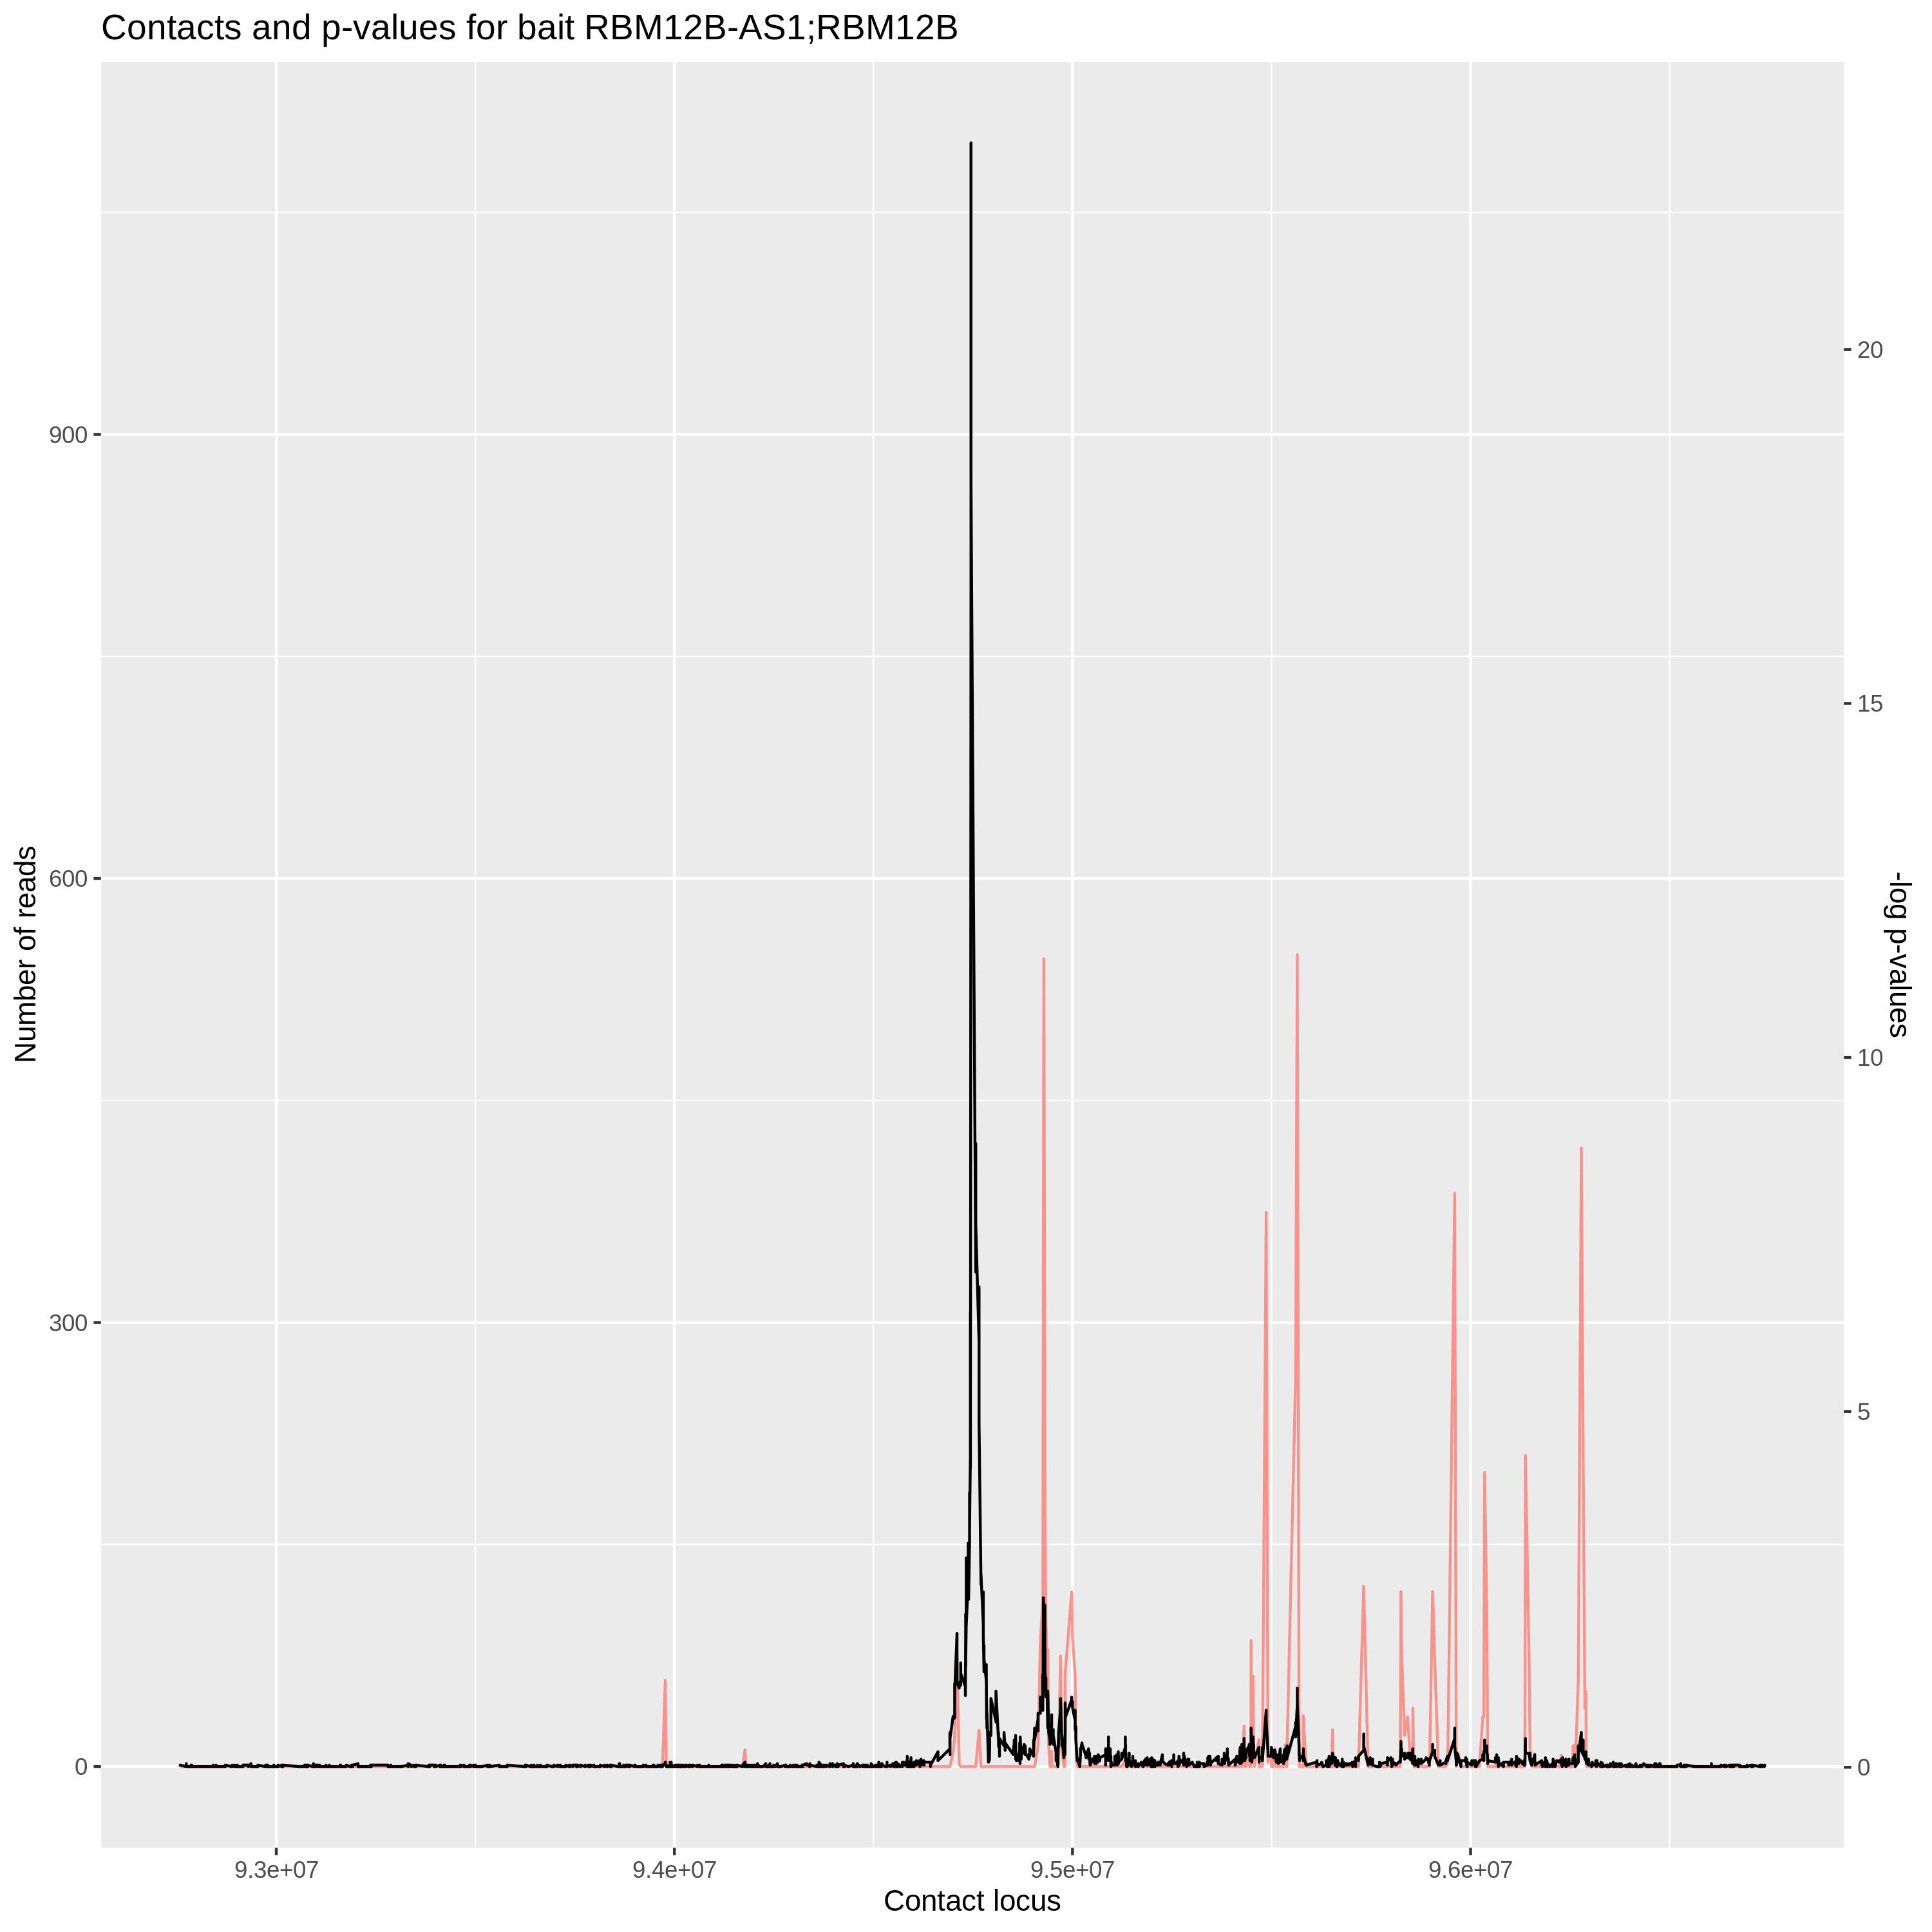 Contacts and p-values for bait RBM12B-AS1;RBM12B
Number of reads
900
600
300
0
20
15
10
5
0
-log p-values
9.3e+07
9.4e+07
9.5e+07
9.6e+07
Contact locus